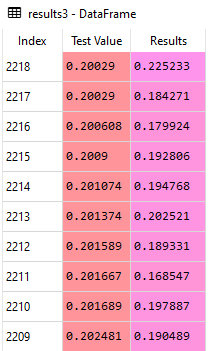 results3 - DataFrame
Index Test Value Results
2218 0.20029 0.225233
2217 0.20029 0.184271
2216 0.200608 0.179924
2215 0.2009 0.192806
2214 0.201074 0.194768
2213 0.201374 0.202521
2212 0.201589 0.189331
2211 0.201667 0.168547
2210 0.201689 0.197887
2209 0.202481 0.190489